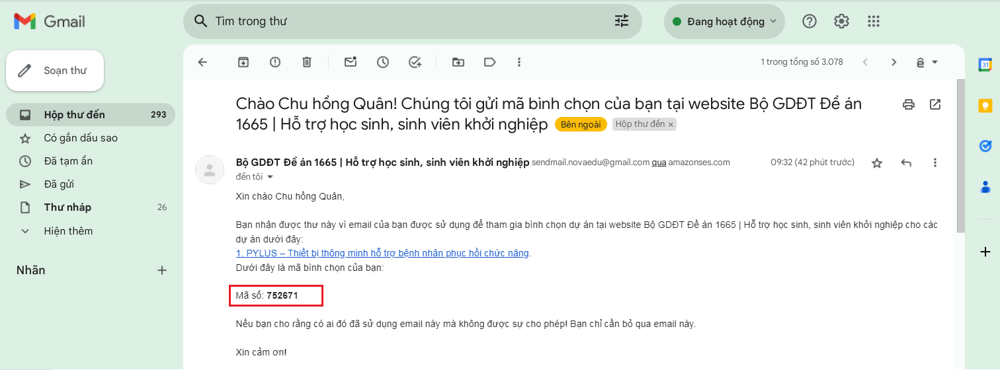 Gmail
Tìm trong thư
Đang hoạt động
Soạn thư
1 trong tổng số 3.078
31
Hộp thư đến 293
Có gắn dấu sao
Đã tạm ẩn
Đã gửi
Thư nháp 26
Hiện thêm
Nhãn
Chào Chu hồng Quân! Chúng tôi gửi mã bình chọn của bạn tại website Bộ GDĐT Đề án
1665 | Hỗ trợ học sinh, sinh viên khởi nghiệp Bên ngoài Hộp thư đến ×
Bộ GDĐT Đề án 1665 | Hỗ trợ học sinh, sinh viên khởi nghiệp sendmail.novaedu@gmail.com qua amazonses.com 09:32 (42 phút trước)
đến tôi
Xin chào Chu hồng Quân,
Bạn nhận được thư này vì email của bạn được sử dụng để tham gia bình chọn dự án tại website Bộ GDĐT Đề án 1665 | Hỗ trợ học sinh, sinh viên khởi nghiệp cho các
dự án dưới đây:
1. PYLUS – Thiết bị thông minh hỗ trợ bệnh nhân phục hồi chức năng.
Dưới đây là mã bình chọn của bạn:
Mã số: 752671
Nếu bạn cho rằng có ai đó đã sử dụng email này mà không được sự cho phép! Bạn chỉ cần bỏ qua email này.
Xin cảm ơn!